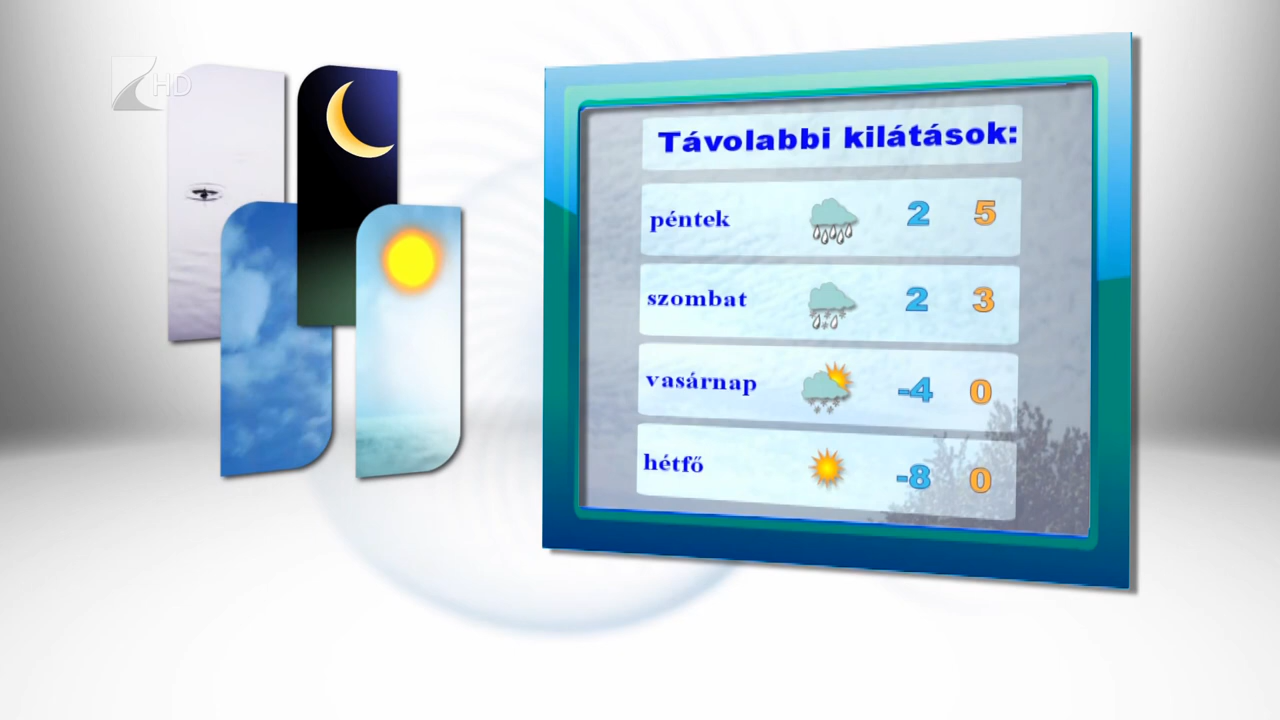 HD
Távolabbi kilátások:
péntek 2 5
szombat 2 3
vasárnap -4 0
hétfő -8 0